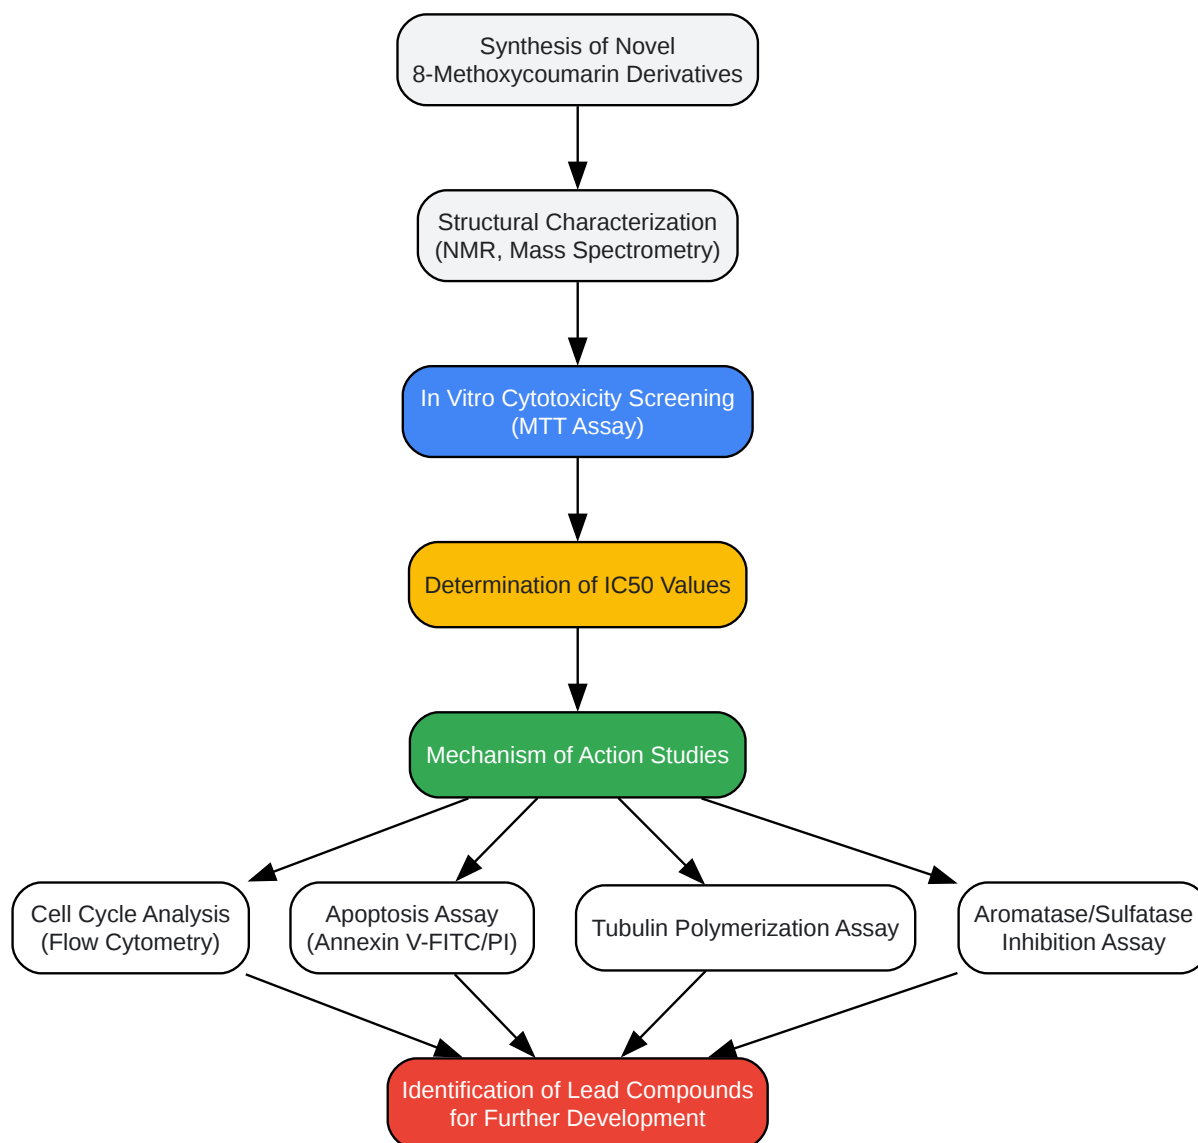 Synthesis of Novel
8-Methoxycoumarin Derivatives
Structural Characterization
(NMR, Mass Spectrometry)
In Vitro Cytotoxicity Screening
(MTT Assay)
Determination of IC50 Values
Mechanism of Action Studies
Cell Cycle Analysis
(Flow Cytometry)
Apoptosis Assay
(Annexin V-FITC/PI)
Tubulin Polymerization Assay
Aromatase/Sulfatase
Inhibition Assay
Identification of Lead Compounds
for Further Development